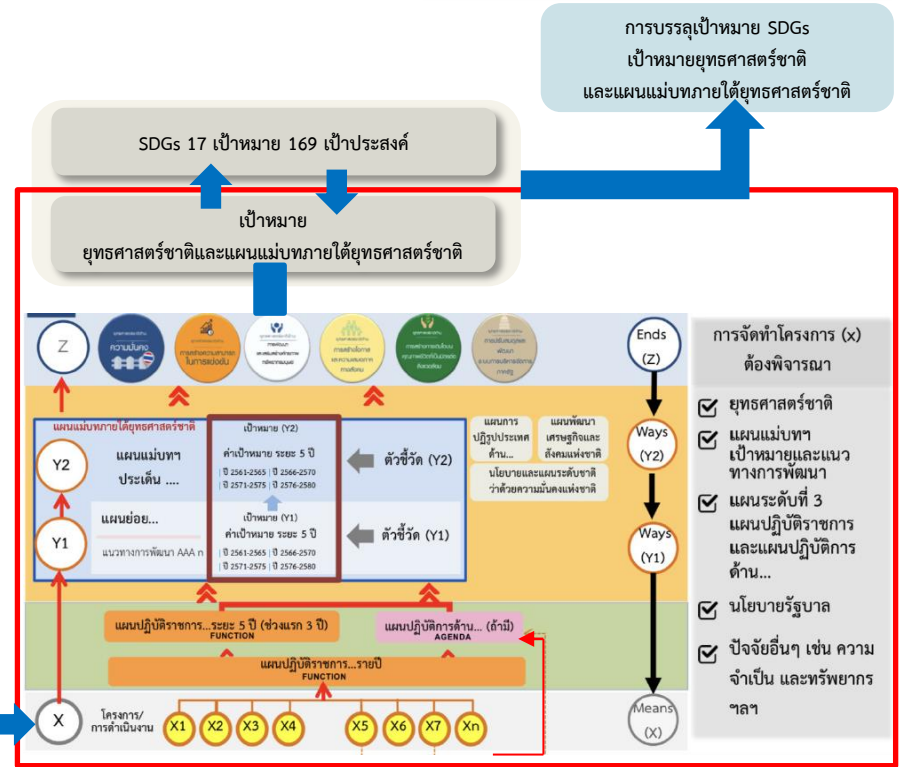 การบรรลุเป้าหมาย SDGs
เป้าหมายยุทธศาสตร์ชาติ
และแผนแม่บทภายใต้ยุทธศาสตร์ชาติ
SDGs 17 เป้าหมาย 169 เป้าประสงค์
เป้าหมาย
ยุทธศาสตร์ชาติและแผนแม่บทภายใต้ยุทธศาสตร์ชาติ
Z
ความมั่นคง
การสร้างความสามารถ
ในการแข่งขัน
Ends
(Z)
แผนแม่บทภายใต้ยุทธศาสตร์ชาติ
Y2
แผนแม่บทฯ
ประเด็น ....
เป้าหมาย (Y2)
ค่าเป้าหมาย ระยะ 5 ปี
| ปี 2561-2565 | ปี 2566-2570
| ปี 2571-2575 | ปี 2576-2580
ตัวชี้วัด (Y2)
แผนการ
ปฏิรูปประเทศ
ด้าน...
แผนพัฒนา
เศรษฐกิจและ
สังคมแห่งชาติ
นโยบายและแผนระดับชาติ
ว่าด้วยความมั่นคงแห่งชาติ
Ways
(Y2)
Y1
แผนย่อย...
แนวทางการพัฒนา AAA n
เป้าหมาย (Y1)
ค่าเป้าหมาย ระยะ 5 ปี
| ปี 2561-2565 | ปี 2566-2570
| ปี 2571-2575 | ปี 2576-2580
ตัวชี้วัด (Y1)
Ways
(Y1)
แผนปฏิบัติราชการ...ระยะ 5 ปี (ช่วงแรก 3 ปี)
FUNCTION
แผนปฏิบัติการด้าน... (ถ้ามี)
AGENDA
แผนปฏิบัติราชการ...รายปี
FUNCTION
X
โครงการ/
การดำเนินงาน
X1 X2 X3 X4 X5 X6 X7 Xn
Means
(X)
การจัดทำโครงการ (x)
ต้องพิจารณา
ยุทธศาสตร์ชาติ
แผนแม่บทฯ
เป้าหมายและแนว
ทางการพัฒนา
แผนระดับที่ 3
แผนปฏิบัติราชการ
และแผนปฏิบัติการ
ด้าน...
นโยบายรัฐบาล
ปัจจัยอื่นๆ เช่น ความ
จำเป็น และทรัพยากร
ฯลฯ